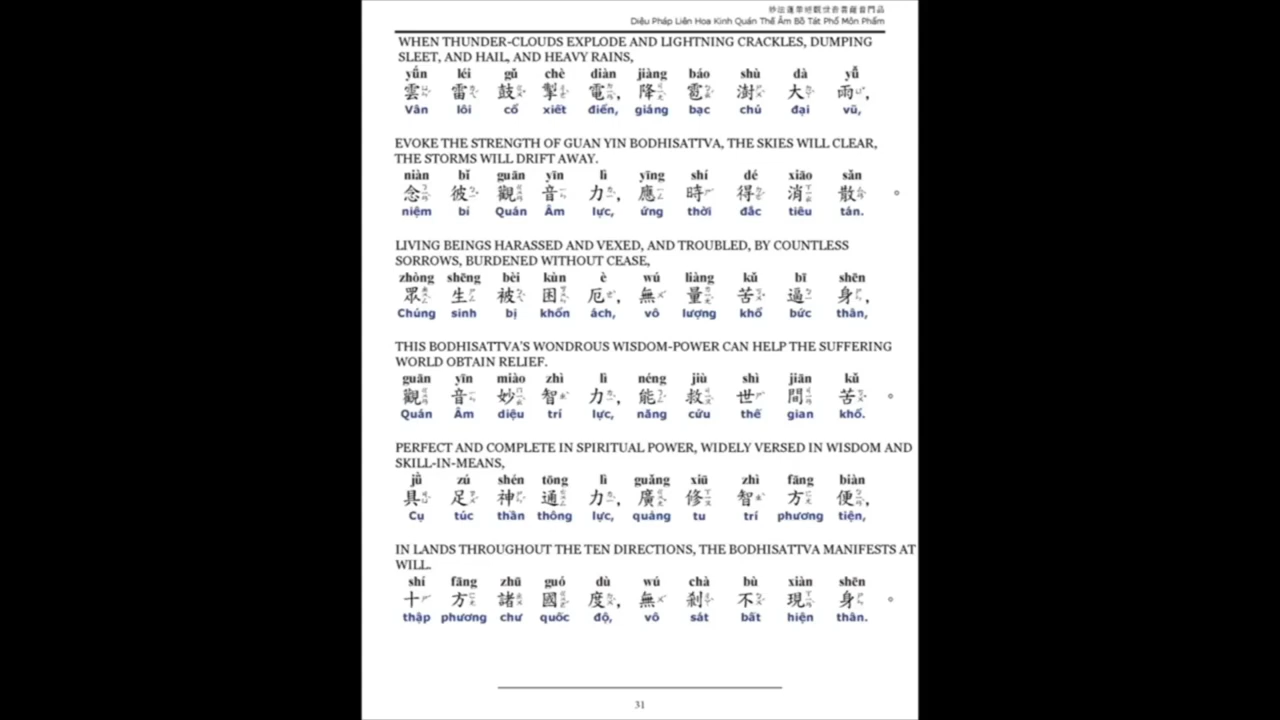 妙法蓮華經觀世音菩薩普門品
Diệu Pháp Liên Hoa Kinh Quán Thế Âm Bồ Tát Phổ Môn Phẩm
WHEN THUNDER-CLOUDS EXPLODE AND LIGHTNING CRACKLES, DUMPING
SLEET, AND HAIL, AND HEAVY RAINS,
yǘn léi gǔ chè diàn jiàng báo shù dà yǚ
雲雷鼓掣電，降雹澍大雨，
Vân lôi cổ xiết điển, giáng bạc chú đại vũ,
EVOKE THE STRENGTH OF GUAN YIN BODHISATTVA, THE SKIES WILL CLEAR,
THE STORMS WILL DRIFT AWAY.
niàn bǐ guān yīn lì yīng shí dé xiāo sǎn
念彼觀音力，應時得消散。
niệm bỉ Quán Âm lực, ứng thời đắc tiêu tán.
LIVING BEINGS HARASSED AND VEXED, AND TROUBLED, BY COUNTLESS
SORROWS, BURDENED WITHOUT CEASE,
zhòng shēng bèi kùn è wú liàng kǔ bī shēn
眾生被困厄，無量苦逼身，
Chúng sinh bị khổn ách, vô lượng khổ bức thân,
THIS BODHISATTVA'S WONDROUS WISDOM-POWER CAN HELP THE SUFFERING
WORLD OBTAIN RELIEF.
guān yīn miào zhì lì néng jiù shì jiān kǔ
觀音妙智力，能救世間苦。
Quán Âm diệu trí lực, năng cứu thế gian khổ.
PERFECT AND COMPLETE IN SPIRITUAL POWER, WIDELY VERSED IN WISDOM AND
SKILL-IN-MEANS,
jǜ zú shén tōng lì guǎng xiū zhì fāng biàn
具足神通力，廣修智方便，
Cụ túc thần thông lực, quảng tu trí phương tiện,
IN LANDS THROUGHOUT THE TEN DIRECTIONS, THE BODHISATTVA MANIFESTS AT
WILL.
shí fāng zhū guó dù wú chà bù xiàn shēn
十方諸國度，無剎不現身。
thập phương chư quốc độ, vô sát bất hiện thân.
31